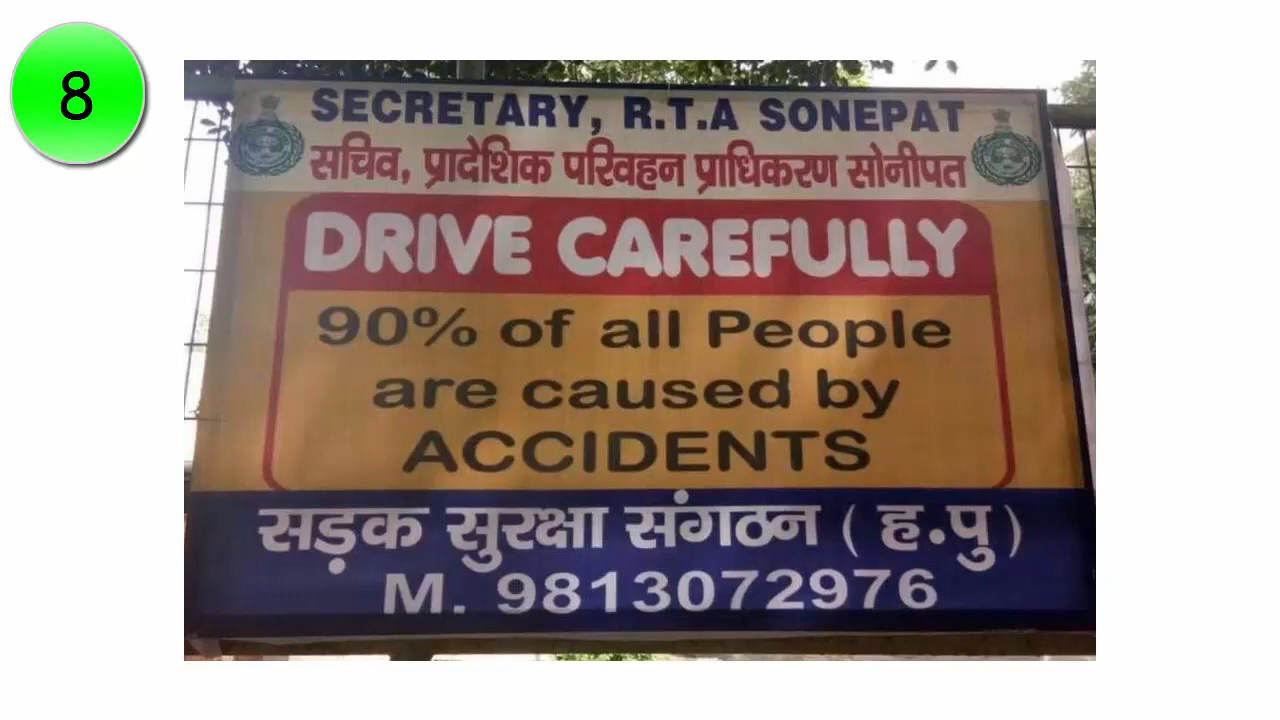 8
SECRETARY, R.T.A SONEPAT
सचिव, प्रादेशिक परिवहन प्राधिकरण सोनीपत
DRIVE CAREFULLY
90% of all People
are caused by
ACCIDENTS
सड़क सुरक्षा संगठन ( ह.पु )
M. 9813072976